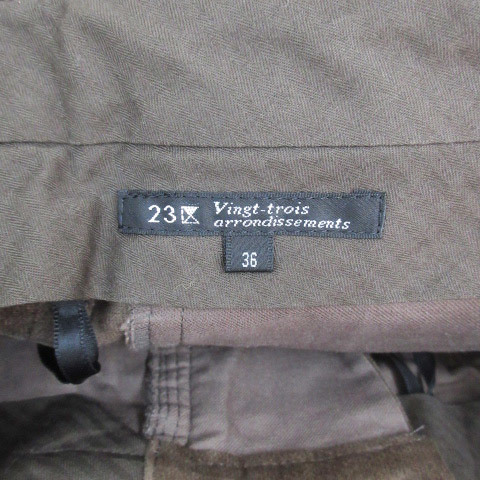 23区 Vingt-trois
arrondissements
36